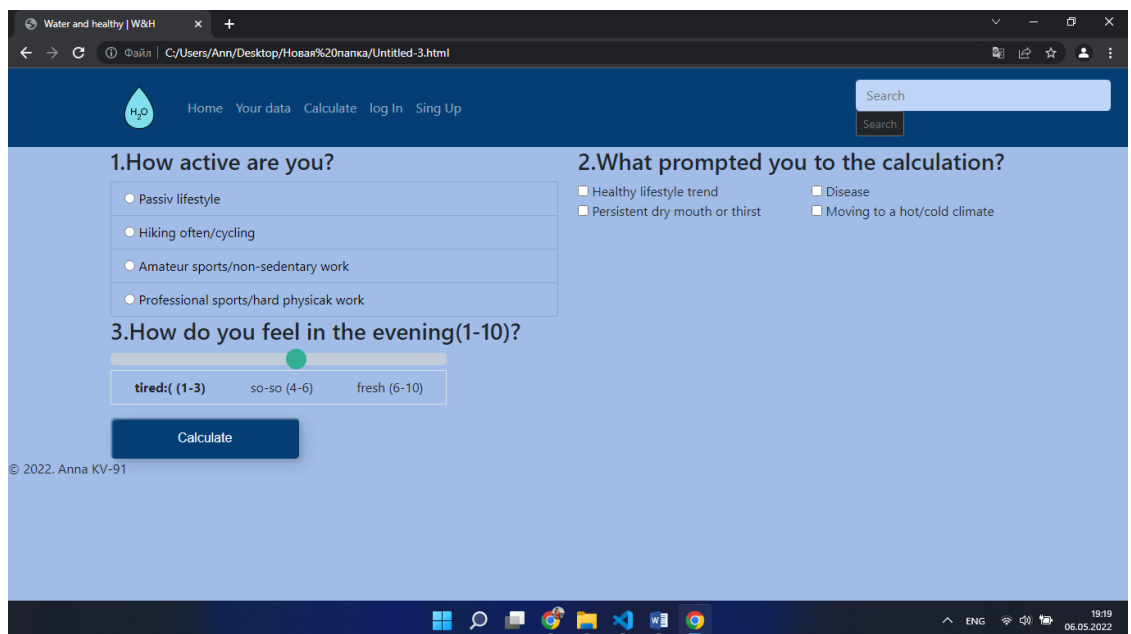 Water and healthy | W&H
Файл C:/Users/Ann/Desktop/Новая%20папка/Untitled-3.html
H2O Home Your data Calculate log In Sing Up
Search
Search
1.How active are you?
Passiv lifestyle
Hiking often/cycling
Amateur sports/non-sedentary work
Professional sports/hard physicak work
2.What prompted you to the calculation?
Healthy lifestyle trend Disease
Persistent dry mouth or thirst Moving to a hot/cold climate
3.How do you feel in the evening(1-10)?
tired:( (1-3) so-so (4-6) fresh (6-10)
Calculate
© 2022. Anna KV-91
ENG 19:19
06.05.2022